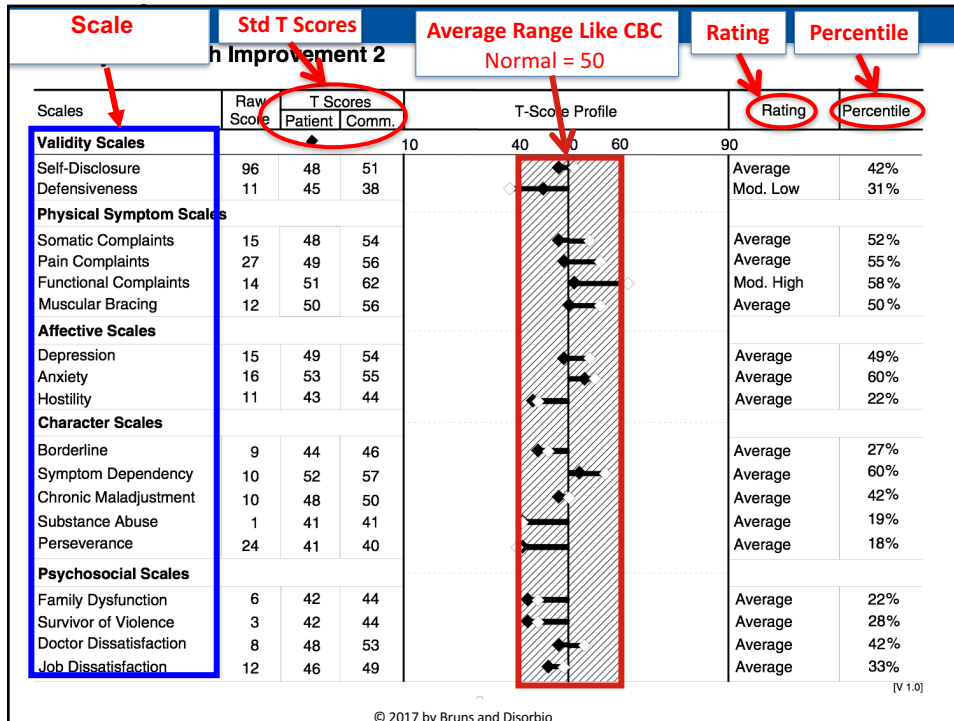 Scale
Std T Scores
Average Range Like CBC
Normal = 50
Rating
Percentile
h Improvement 2
Scales Raw Score T Scores T-Score Profile Rating Percentile
Patient Comm.
Validity Scales 10 40 60 90
Self-Disclosure 96 48 51 Average 42%
Defensiveness 11 45 38 Mod. Low 31%
Physical Symptom Scales
Somatic Complaints 15 48 54 Average 52%
Pain Complaints 27 49 56 Average 55%
Functional Complaints 14 51 62 Mod. High 58%
Muscular Bracing 12 50 56 Average 50%
Affective Scales
Depression 15 49 54 Average 49%
Anxiety 16 53 55 Average 60%
Hostility 11 43 44 Average 22%
Character Scales
Borderline 9 44 46 Average 27%
Symptom Dependency 10 52 57 Average 60%
Chronic Maladjustment 10 48 50 Average 42%
Substance Abuse 1 41 41 Average 19%
Perseverance 24 41 40 Average 18%
Psychosocial Scales
Family Dysfunction 6 42 44 Average 22%
Survivor of Violence 3 42 44 Average 28%
Doctor Dissatisfaction 8 48 53 Average 42%
Job Dissatisfaction 12 46 49 Average 33%
[V 1.0]
© 2017 by Bruns and Disorbio